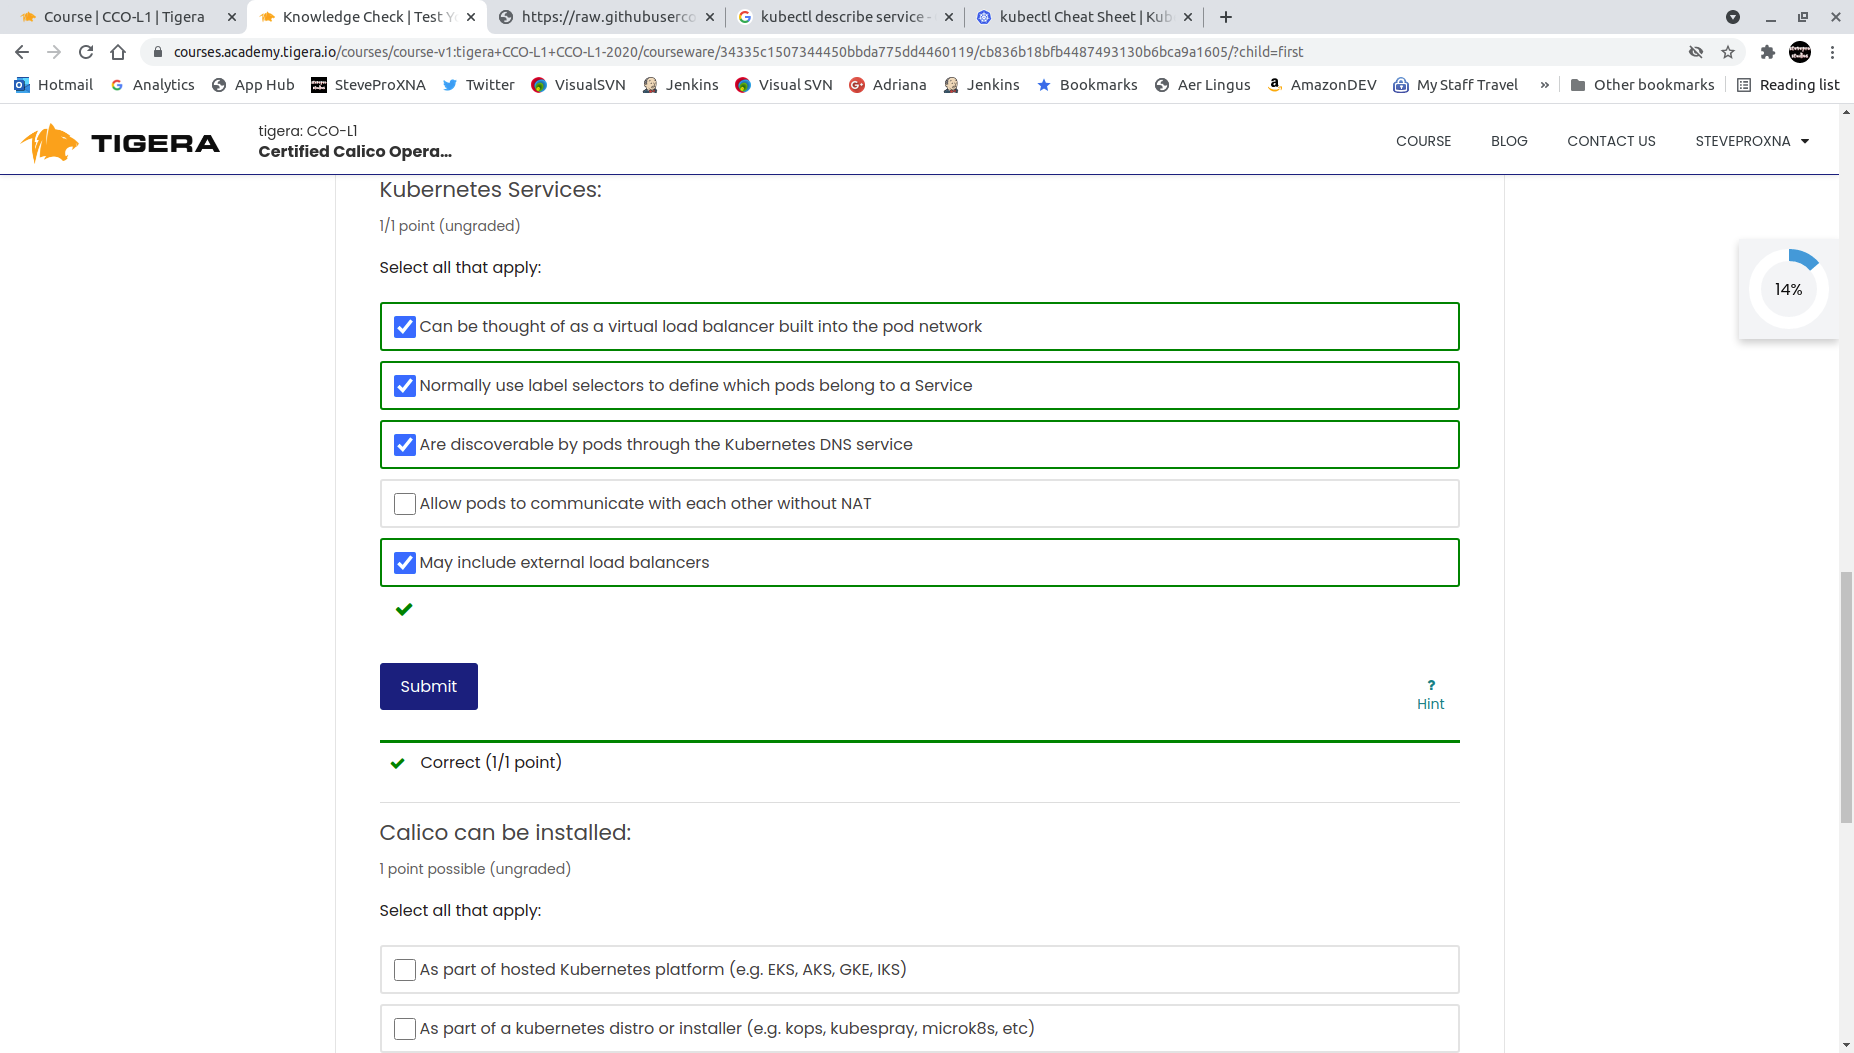 Course | CCO-L1 | Tigera
Knowledge Check | Test Y
https://raw.githubuserco
kubectl describe service -
kubectl Cheat Sheet | Kub
courses.academy.tigera.io/courses/course-v1:tigera+CCO-L1+CCO-L1-2020/courseware/34335c1507344450bbda775dd4460119/cb836b18bfb4487493130b6bca9a1605/?child=first
Hotmail
Analytics
App Hub
SteveProXNA
Twitter
VisualSVN
Jenkins
Visual SVN
Adriana
Jenkins
Bookmarks
Aer Lingus
AmazonDEV
My Staff Travel
»
Other bookmarks
Reading list
TIGERA
tigera: CCO-L1
Certified Calico Opera...
COURSE
BLOG
CONTACT US
STEVEPROXNA
Kubernetes Services:
1/1 point (ungraded)
Select all that apply:
14%
Can be thought of as a virtual load balancer built into the pod network
Normally use label selectors to define which pods belong to a Service
Are discoverable by pods through the Kubernetes DNS service
Allow pods to communicate with each other without NAT
May include external load balancers
Submit
?
Hint
Correct (1/1 point)
Calico can be installed:
1 point possible (ungraded)
Select all that apply:
As part of hosted Kubernetes platform (e.g. EKS, AKS, GKE, IKS)
As part of a kubernetes distro or installer (e.g. kops, kubespray, microk8s, etc)